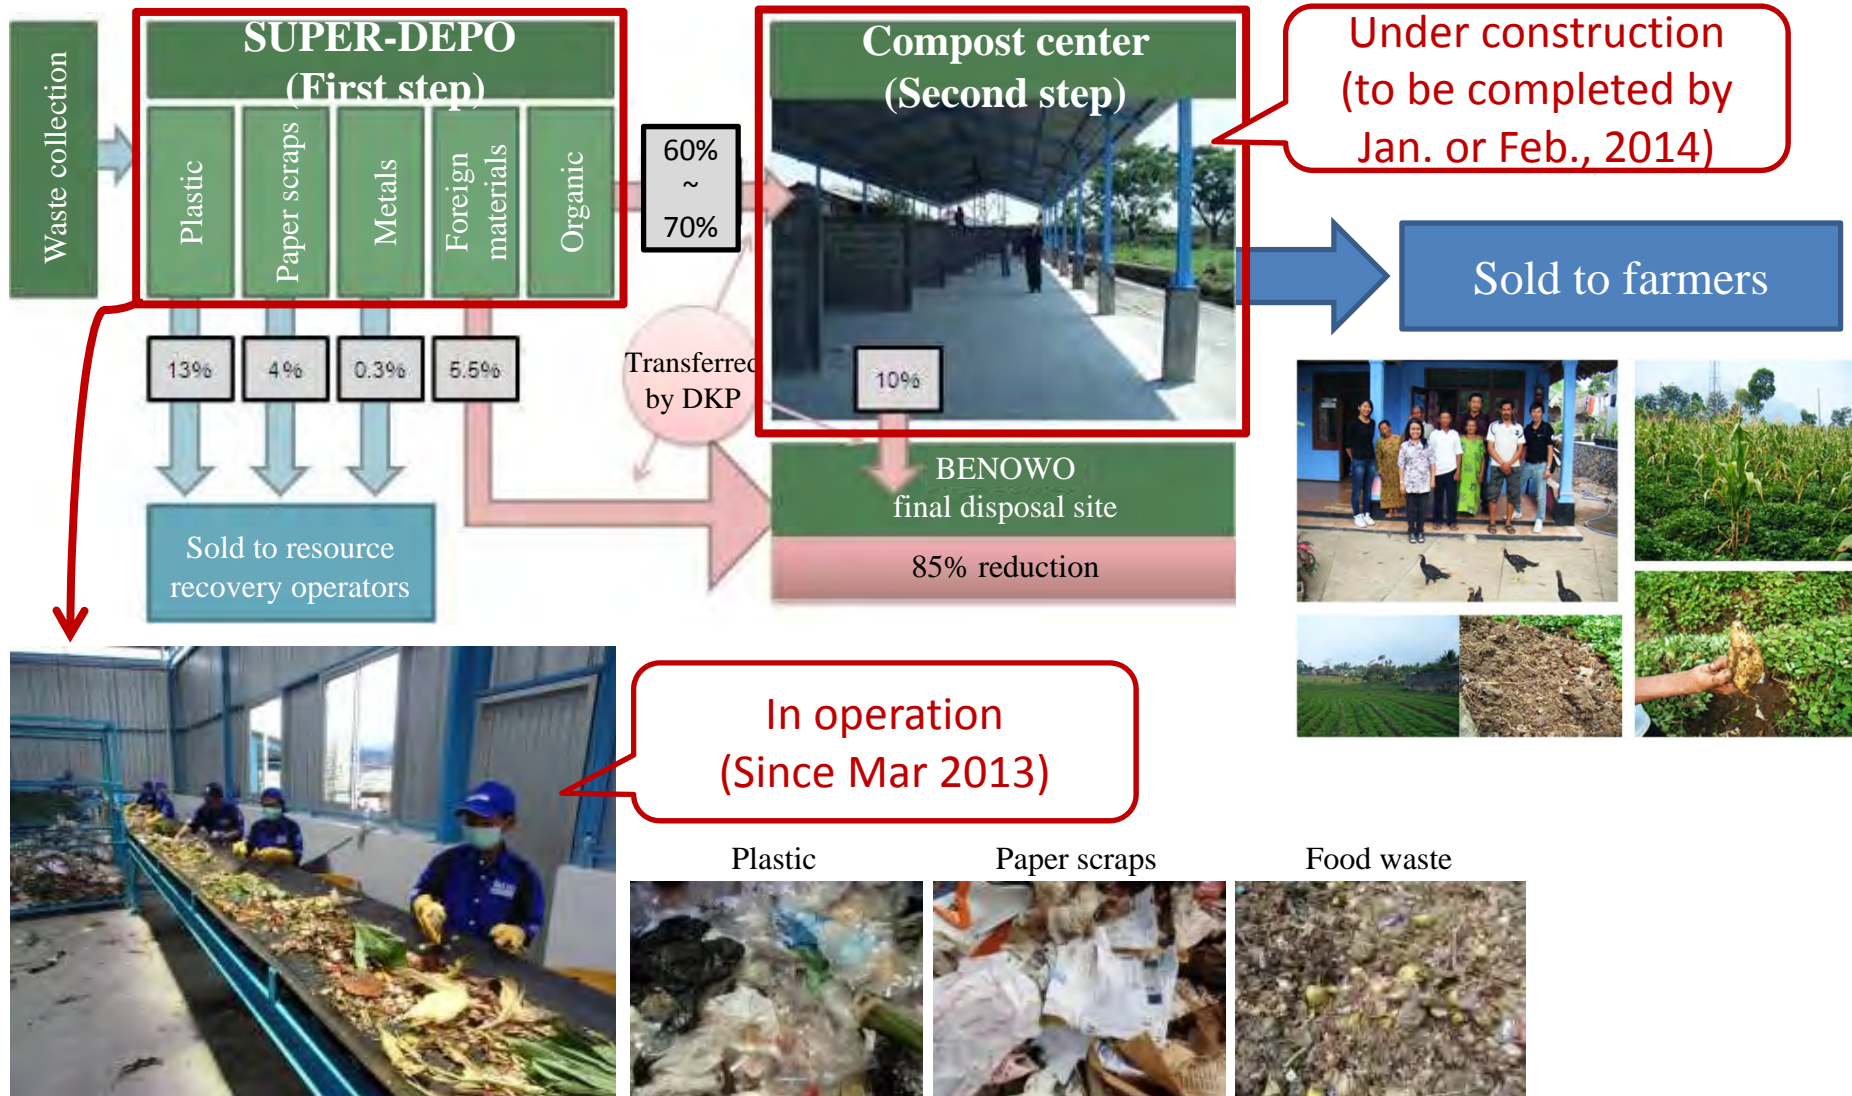 Waste collection
SUPER-DEPO
(First step)
Plastic
Paper scraps
Metals
Foreign
materials
Organic
60%
~
70%
Compost center
(Second step)
Under construction
(to be completed by
Jan. or Feb., 2014)
Sold to farmers
13%
4%
0.3%
5.5%
Transferred
by DKP
10%
BENOWO
final disposal site
85% reduction
Sold to resource
recovery operators
In operation
(Since Mar 2013)
Plastic
Paper scraps
Food waste